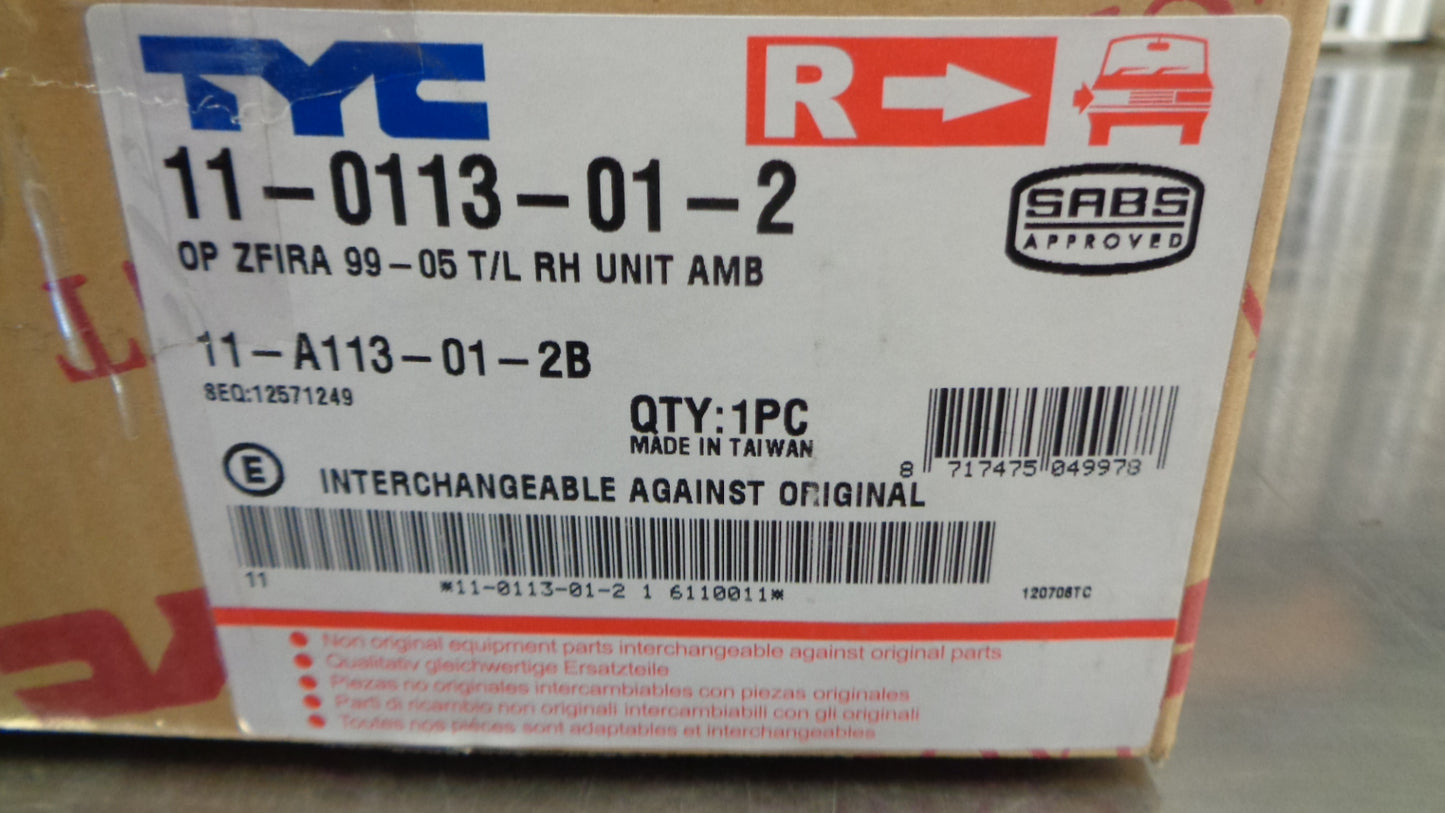 TYC
R
11-0113-01-2
SABS
APPROVED
OP ZFIRA 99-05 T/L RH UNIT AMB
11-A113-01-2B
SEQ:12571249
QTY:1PC
MADE IN TAIWAN
8 717475 049978
E
INTERCHANGEABLE AGAINST ORIGINAL
11
*11-0113-01-2 1 6110011*
120706TC
Non original equipment parts interchangeable against original parts
Qualitativ gleichwertige Ersatzteile
Piezas no originales intercambiables con piezas originales
Parti di ricambio non originali intercambiabili con gli originali
Toutes nos pièces sont adaptables et interchangeables